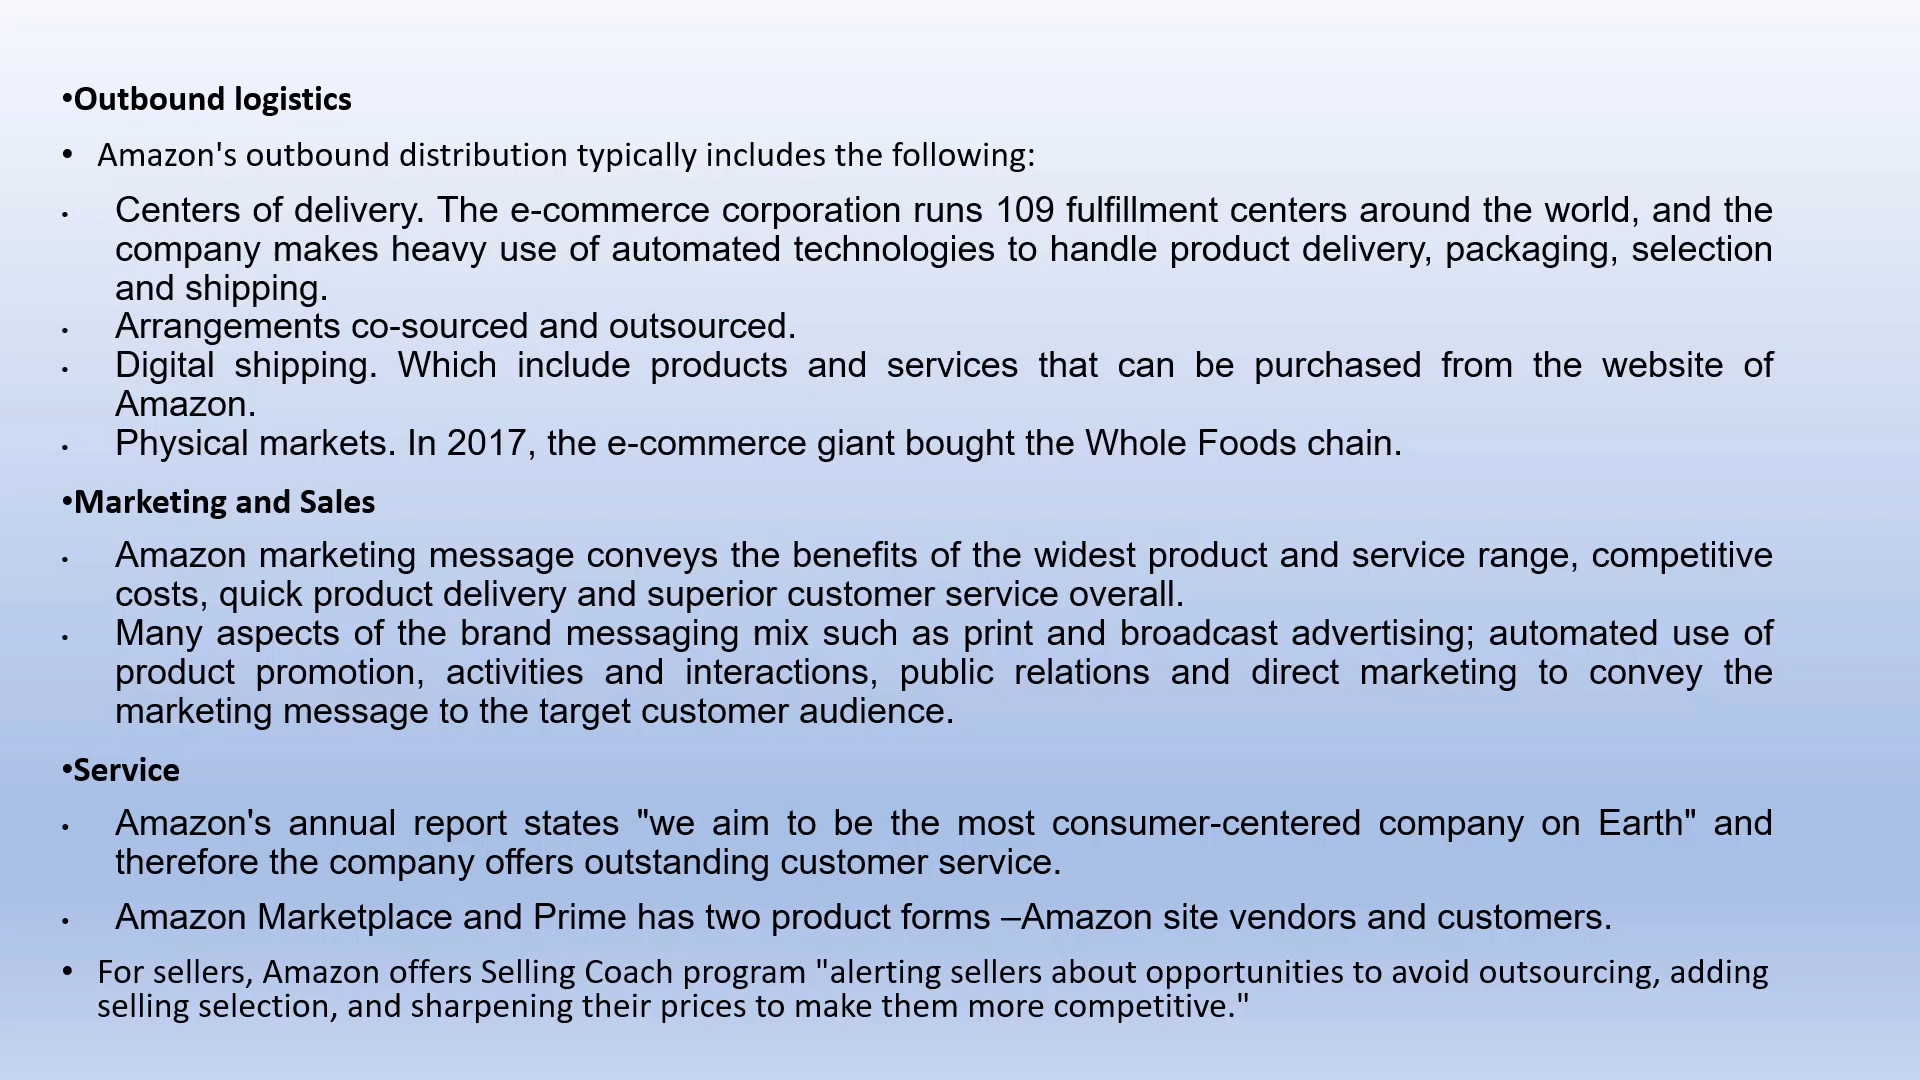 •Outbound logistics
• Amazon's outbound distribution typically includes the following:
• Centers of delivery. The e-commerce corporation runs 109 fulfillment centers around the world, and the
company makes heavy use of automated technologies to handle product delivery, packaging, selection
and shipping.
• Arrangements co-sourced and outsourced.
• Digital shipping. Which include products and services that can be purchased from the website of
Amazon.
• Physical markets. In 2017, the e-commerce giant bought the Whole Foods chain.
•Marketing and Sales
• Amazon marketing message conveys the benefits of the widest product and service range, competitive
costs, quick product delivery and superior customer service overall.
• Many aspects of the brand messaging mix such as print and broadcast advertising; automated use of
product promotion, activities and interactions, public relations and direct marketing to convey the
marketing message to the target customer audience.
•Service
• Amazon's annual report states "we aim to be the most consumer-centered company on Earth" and
therefore the company offers outstanding customer service.
• Amazon Marketplace and Prime has two product forms –Amazon site vendors and customers.
• For sellers, Amazon offers Selling Coach program "alerting sellers about opportunities to avoid outsourcing, adding
selling selection, and sharpening their prices to make them more competitive."